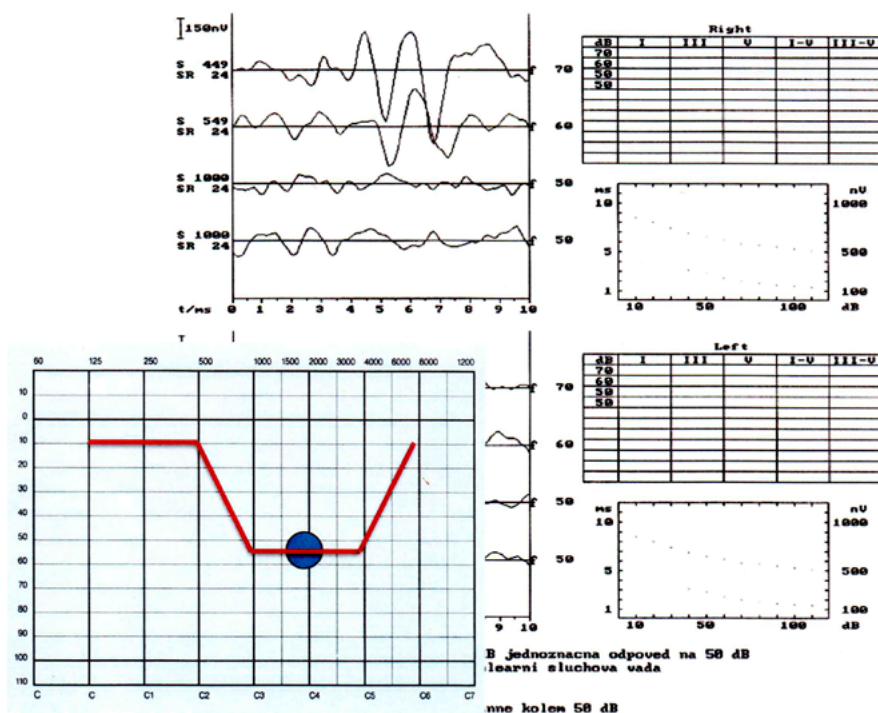 150nV
S 449
SR 24
f 70
S 549
SR 24
f 60
S 1000
SR 24
f 50
S 1000
SR 24
f 50
t/ms 0 1 2 3 4 5 6 7 8 9 10
Right
dB I III V I-V III-V
70
60
50
50
ms nV
10 1000
5 500
1 100
10 50 100
dB
f 70
f 60
f 50
f 50
9 10
Left
dB I III V I-V III-V
70
60
50
50
ms nV
10 1000
5 500
1 100
10 50 100
dB
60 125 250 500 1000 1500 2000 3000 4000 6000 8000 1200
10
0
10
20
30
40
50
60
70
80
90
100
110
C C C1 C2 C3 C4 C5 C6 C7
B jednoznacna odpoved na 50 dB
learni sluchova vada
nne kolem 50 dB